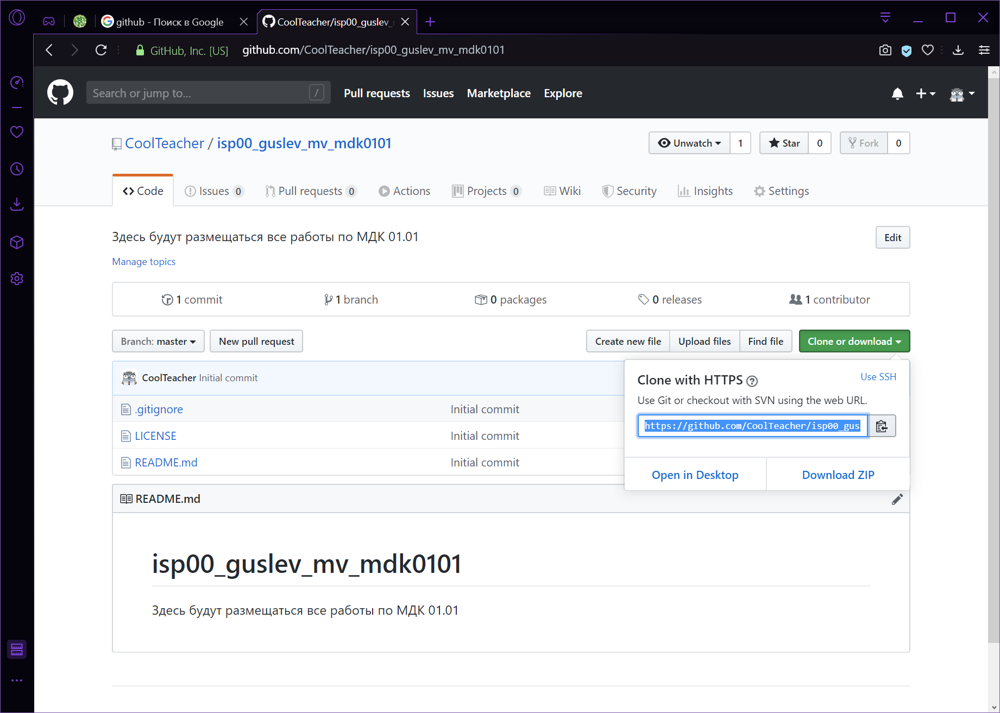 github - Поиск в Google
CoolTeacher/isp00_guslev_
GitHub, Inc. [US] github.com/CoolTeacher/isp00_guslev_mv_mdk0101
Search or jump to... /
Pull requests Issues Marketplace Explore
CoolTeacher / isp00_guslev_mv_mdk0101
Unwatch 1 Star 0 Fork 0
Code Issues 0 Pull requests 0 Actions Projects 0 Wiki Security Insights Settings
Здесь будут размещаться все работы по МДК 01.01
Edit
Manage topics
1 commit 1 branch 0 packages 0 releases 1 contributor
Branch: master New pull request Create new file Upload files Find file Clone or download
CoolTeacher Initial commit
.gitignore Initial commit
LICENSE Initial commit
README.md Initial commit
Clone with HTTPS ? Use SSH
Use Git or checkout with SVN using the web URL.
https://github.com/CoolTeacher/isp00_gus
Open in Desktop Download ZIP
README.md
isp00_guslev_mv_mdk0101
Здесь будут размещаться все работы по МДК 01.01